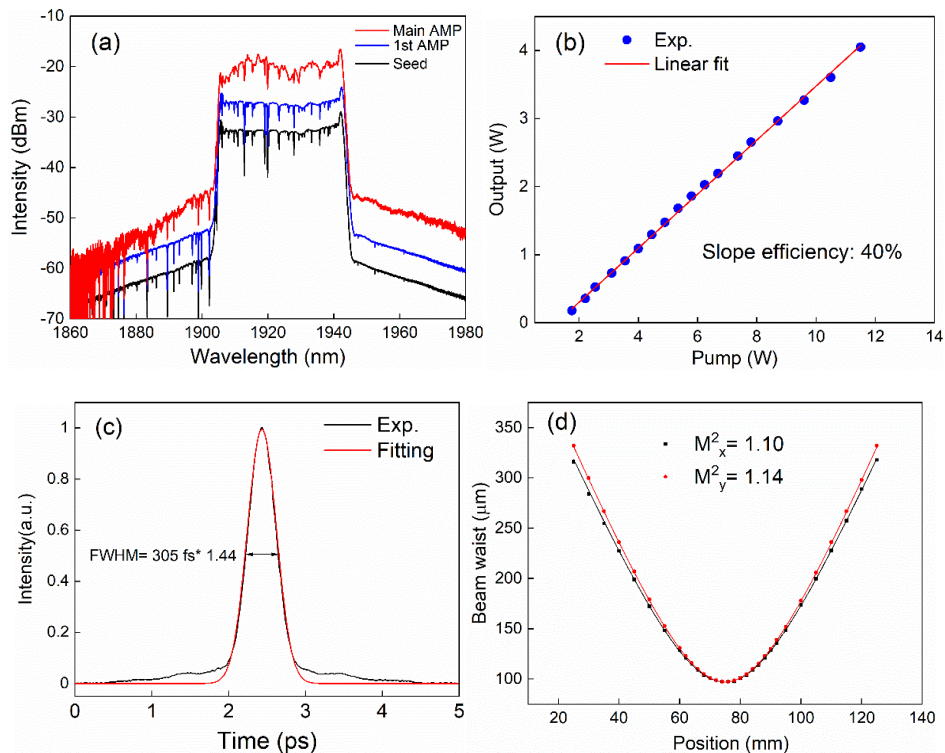 (a)
Main AMP
1st AMP
Seed
Intensity (dBm)
-10
-20
-30
-40
-50
-60
-70
1860 1880 1900 1920 1940 1960 1980
Wavelength (nm)
(b)
Exp.
Linear fit
Slope efficiency: 40%
Output (W)
4
3
2
1
0
2 4 6 8 10 12 14
Pump (W)
(c)
Exp.
Fitting
FWHM= 305 fs* 1.44
Intensity(a.u.)
1
0.8
0.6
0.4
0.2
0
0 1 2 3 4 5
Time (ps)
(d)
M²x= 1.10
M²y= 1.14
Beam waist (μm)
350
300
250
200
150
100
20 40 60 80 100 120 140
Position (mm)